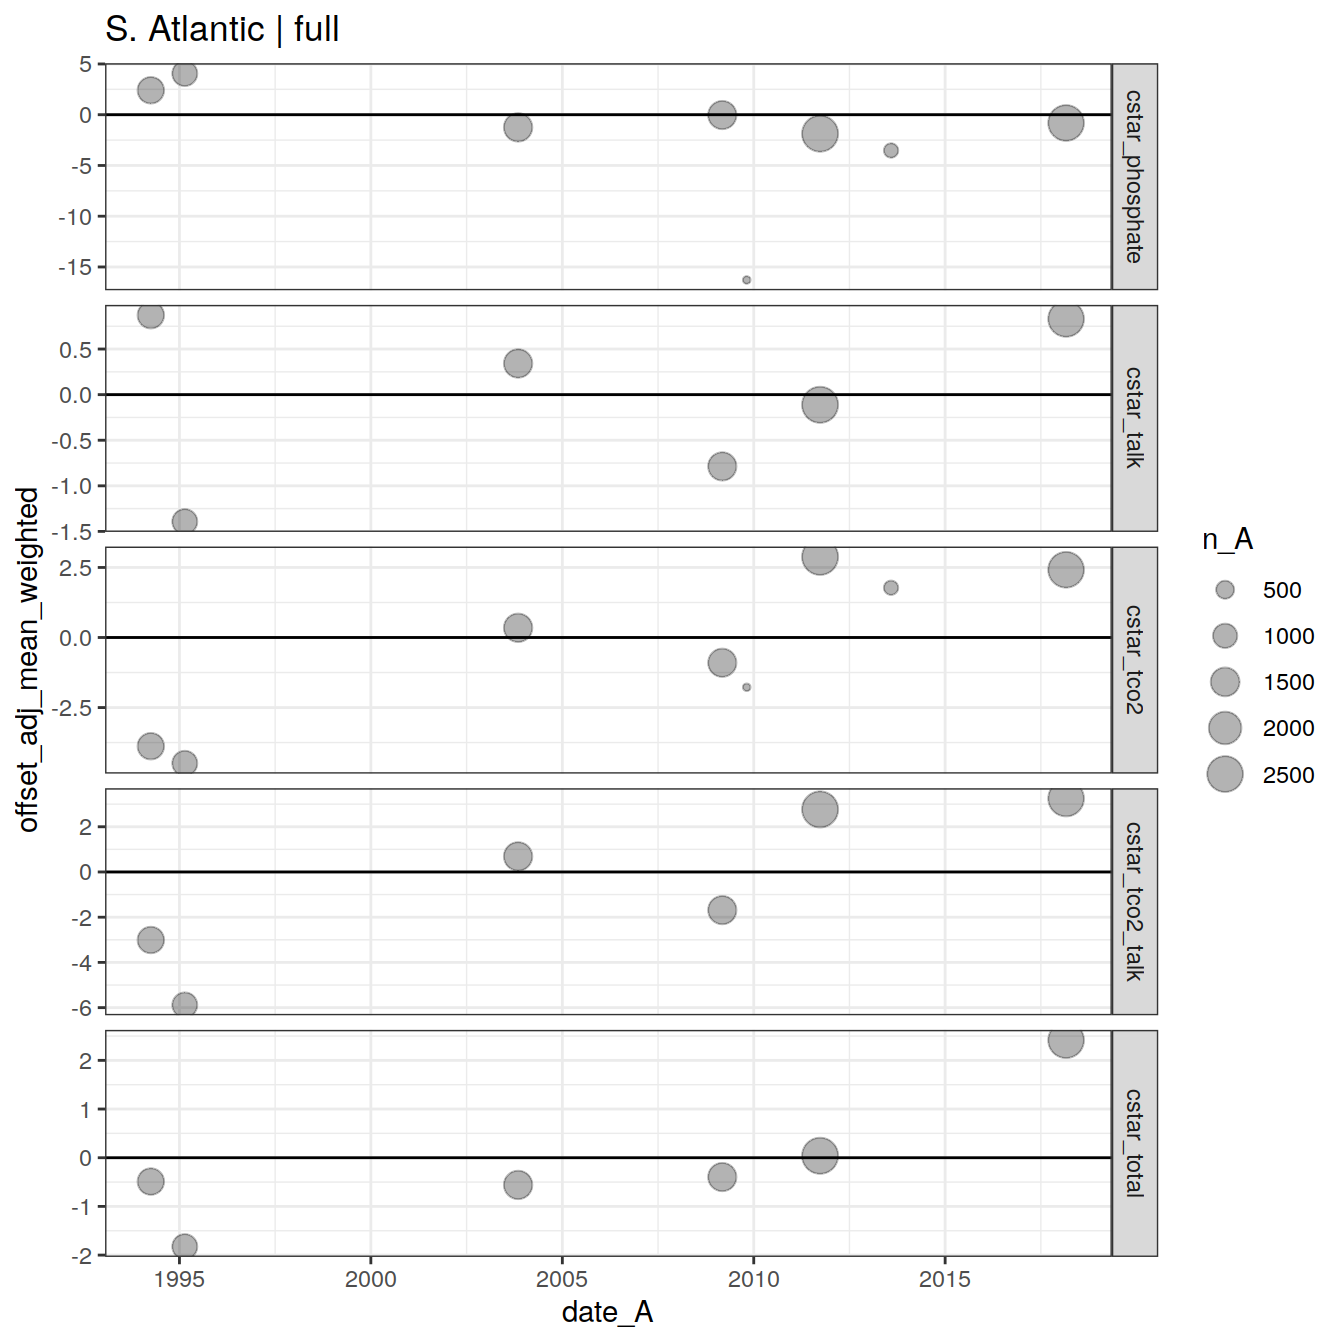 S. Atlantic | full
offset_adj_mean_weighted
5
0
-5
-10
-15
cstar_phosphate
0.5
0.0
-0.5
-1.0
-1.5
cstar_talk
2.5
0.0
-2.5
cstar_tco2
2
0
-2
-4
-6
cstar_tco2_talk
2
1
0
-1
-2
cstar_total
1995 2000 2005 2010 2015
date_A
n_A
500
1000
1500
2000
2500